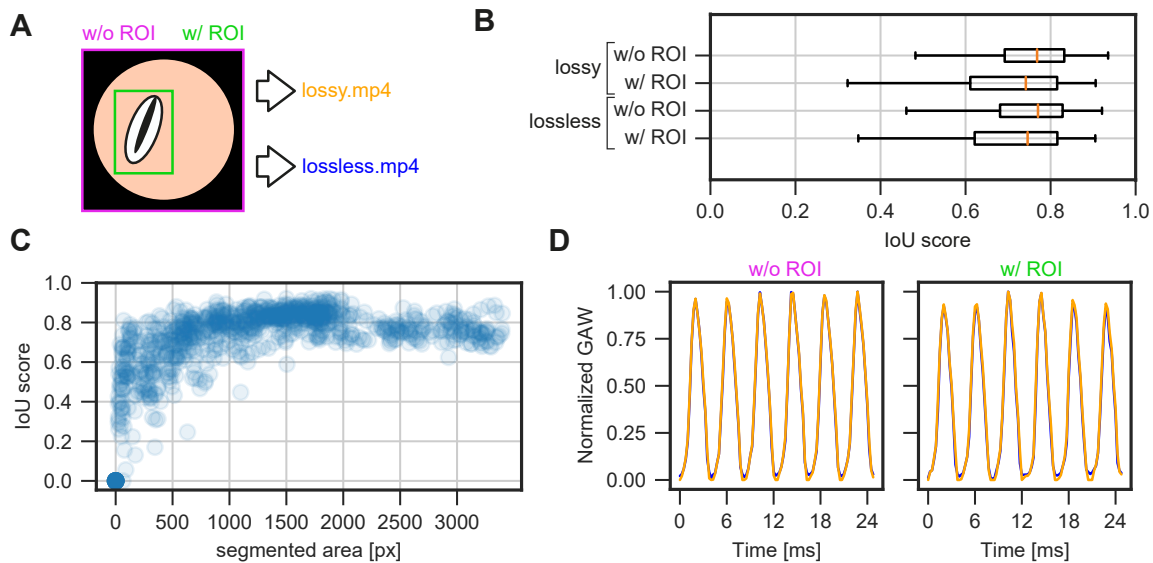 A
w/o ROI w/ ROI
lossy.mp4
lossless.mp4
B
lossy
w/o ROI
w/ ROI
lossless
w/o ROI
w/ ROI
0.0 0.2 0.4 0.6 0.8 1.0
IoU score
C
IoU score
1.0
0.8
0.6
0.4
0.2
0.0
0 500 1000 1500 2000 2500 3000
segmented area [px]
D
w/o ROI w/ ROI
Normalized GAW
1.00
0.75
0.50
0.25
0.00
0 6 12 18 24 0 6 12 18 24
Time [ms] Time [ms]